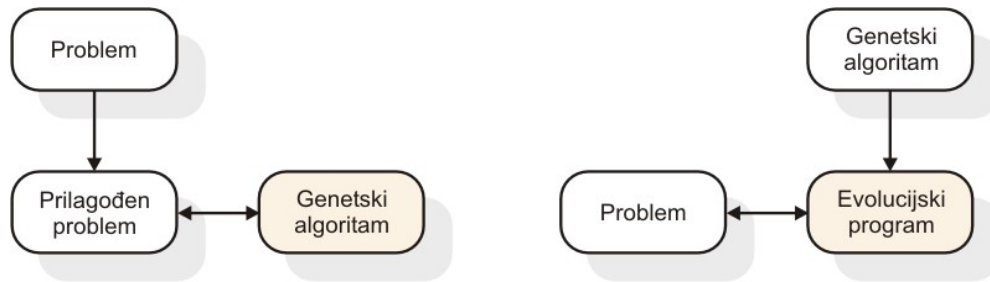 Problem
Prilagođen
problem
Genetski
algoritam
Genetski
algoritam
Problem
Evolucijski
program